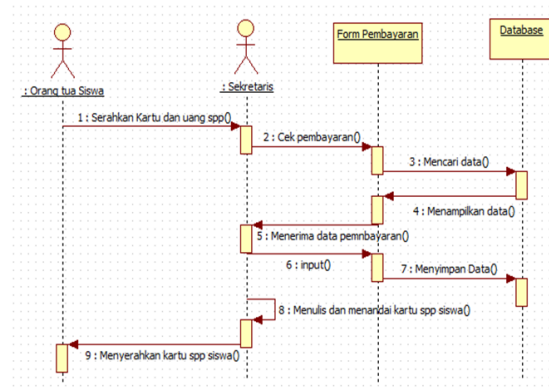 Form Pembayaran
Database
: Orang tua Siswa
: Sekretaris
1 : Serahkan Kartu dan uang spp()
2 : Cek pembayaran()
3 : Mencari data()
4 : Menampilkan data()
5 : Menerima data pemnbayaran()
6 : input()
7 : Menyimpan Data()
8 : Menulis dan menandai kartu spp siswa()
9 : Menyerahkan kartu spp siswa()